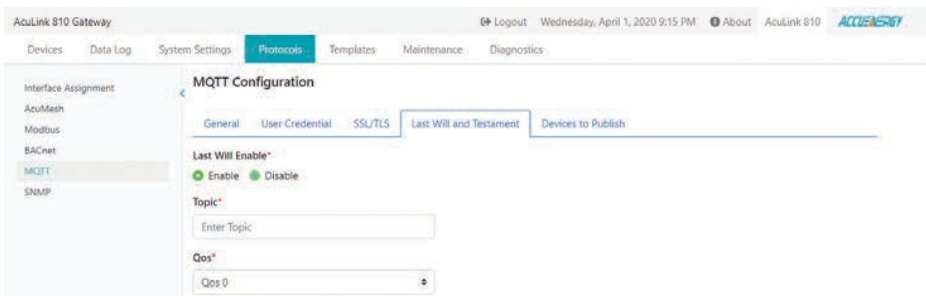 AcuLink 810 Gateway
Logout Wednesday, April 1, 2020 9:15 PM About AcuLink 810 ACCUENERGY
Devices Data Log System Settings Protocols Templates Maintenance Diagnostics
Interface Assignment
AcuMesh
Modbus
BACnet
MQTT
SNMP
MQTT Configuration
General User Credential SSL/TLS Last Will and Testament Devices to Publish
Last Will Enable*
Enable Disable
Topic*
Enter Topic
Qos*
Qos 0